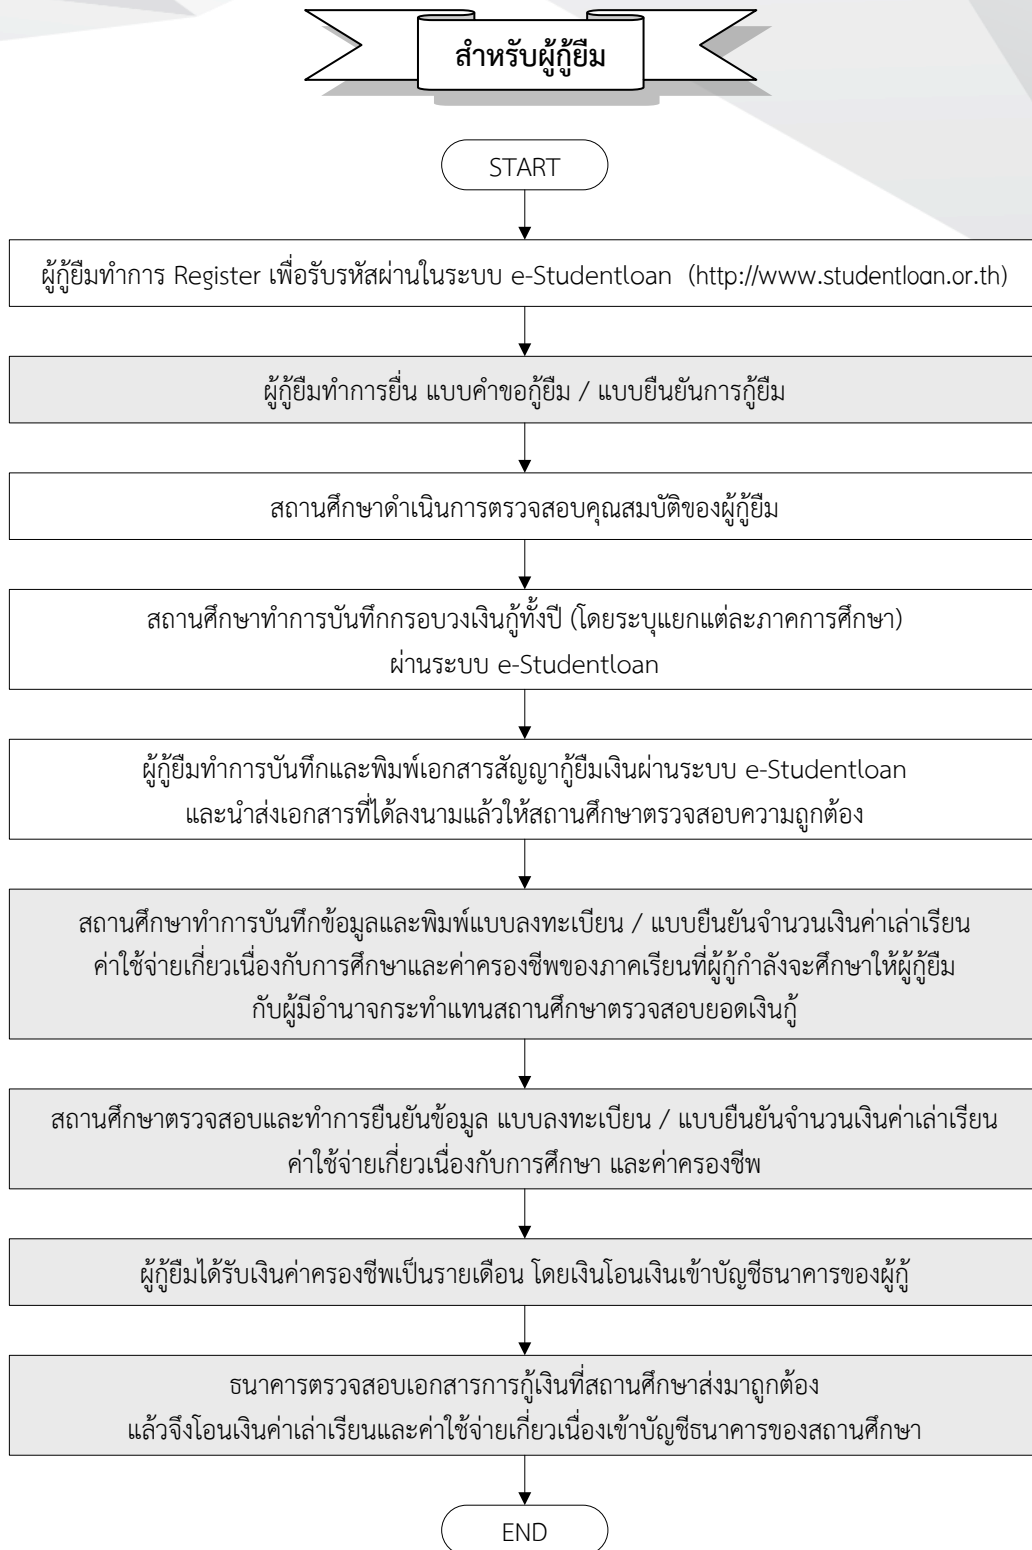 สำหรับผู้กู้ยืม
START
ผู้กู้ยืมทำการ Register เพื่อรับรหัสผ่านในระบบ e-Studentloan (http://www.studentloan.or.th)
ผู้กู้ยืมทำการยื่น แบบคำขอกู้ยืม / แบบยืนยันการกู้ยืม
สถานศึกษาดำเนินการตรวจสอบคุณสมบัติของผู้กู้ยืม
สถานศึกษาทำการบันทึกกรอบวงเงินกู้ทั้งปี (โดยระบุแยกแต่ละภาคการศึกษา)
ผ่านระบบ e-Studentloan
ผู้กู้ยืมทำการบันทึกและพิมพ์เอกสารสัญญากู้ยืมเงินผ่านระบบ e-Studentloan
และนำส่งเอกสารที่ได้ลงนามแล้วให้สถานศึกษาตรวจสอบความถูกต้อง
สถานศึกษาทำการบันทึกข้อมูลและพิมพ์แบบลงทะเบียน / แบบยืนยันจำนวนเงินค่าเล่าเรียน
ค่าใช้จ่ายเกี่ยวเนื่องกับการศึกษาและค่าครองชีพของภาคเรียนที่ผู้กู้กำลังจะศึกษาให้ผู้กู้ยืม
กับผู้มีอำนาจกระทำแทนสถานศึกษาตรวจสอบยอดเงินกู้
สถานศึกษาตรวจสอบและทำการยืนยันข้อมูล แบบลงทะเบียน / แบบยืนยันจำนวนเงินค่าเล่าเรียน
ค่าใช้จ่ายเกี่ยวเนื่องกับการศึกษา และค่าครองชีพ
ผู้กู้ยืมได้รับเงินค่าครองชีพเป็นรายเดือน โดยเงินโอนเงินเข้าบัญชีธนาคารของผู้กู้
ธนาคารตรวจสอบเอกสารการกู้เงินที่สถานศึกษาส่งมาถูกต้อง
แล้วจึงโอนเงินค่าเล่าเรียนและค่าใช้จ่ายเกี่ยวเนื่องเข้าบัญชีธนาคารของสถานศึกษา
END